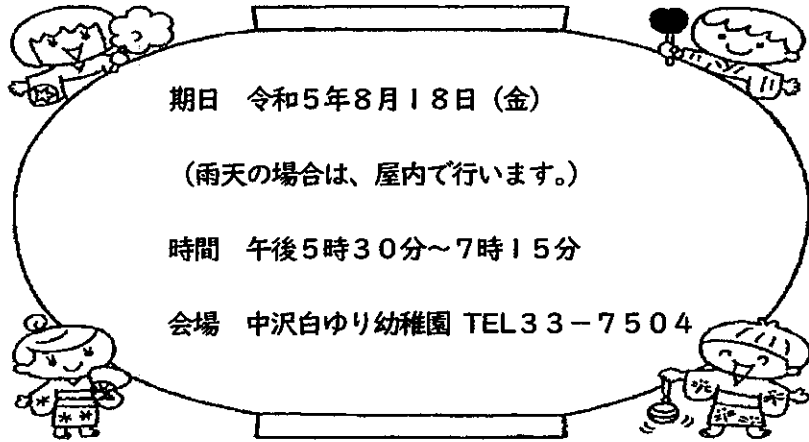 期日 令和5年8月18日(金)
(雨天の場合は、屋内で行います。)
時間 午後5時30分～7時15分
会場 中沢白ゆり幼稚園 TEL33－7504